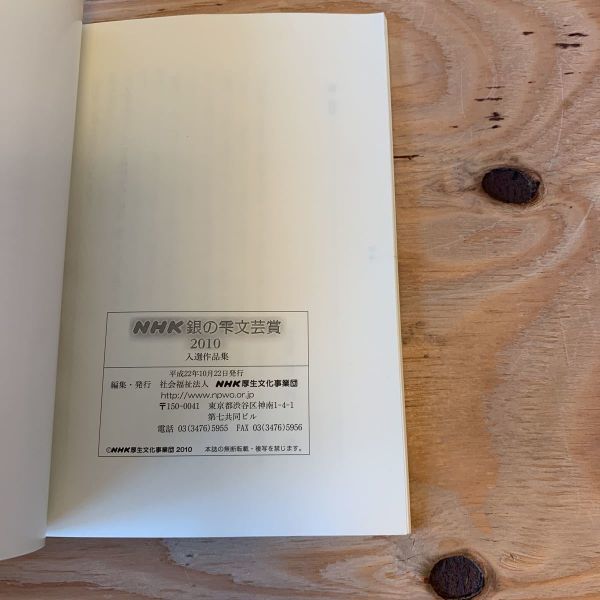 NHK 銀の雫文芸賞
2010
入選作品集
平成22年10月22日発行
編集・発行 社会福祉法人 NHK厚生文化事業団
http://www.npwo.or.jp
〒150-0041 東京都渋谷区神南1-4-1
第七共同ビル
電話 03(3476)5955 FAX 03(3476)5956
©NHK厚生文化事業団 2010 本誌の無断転載・複写を禁じます。